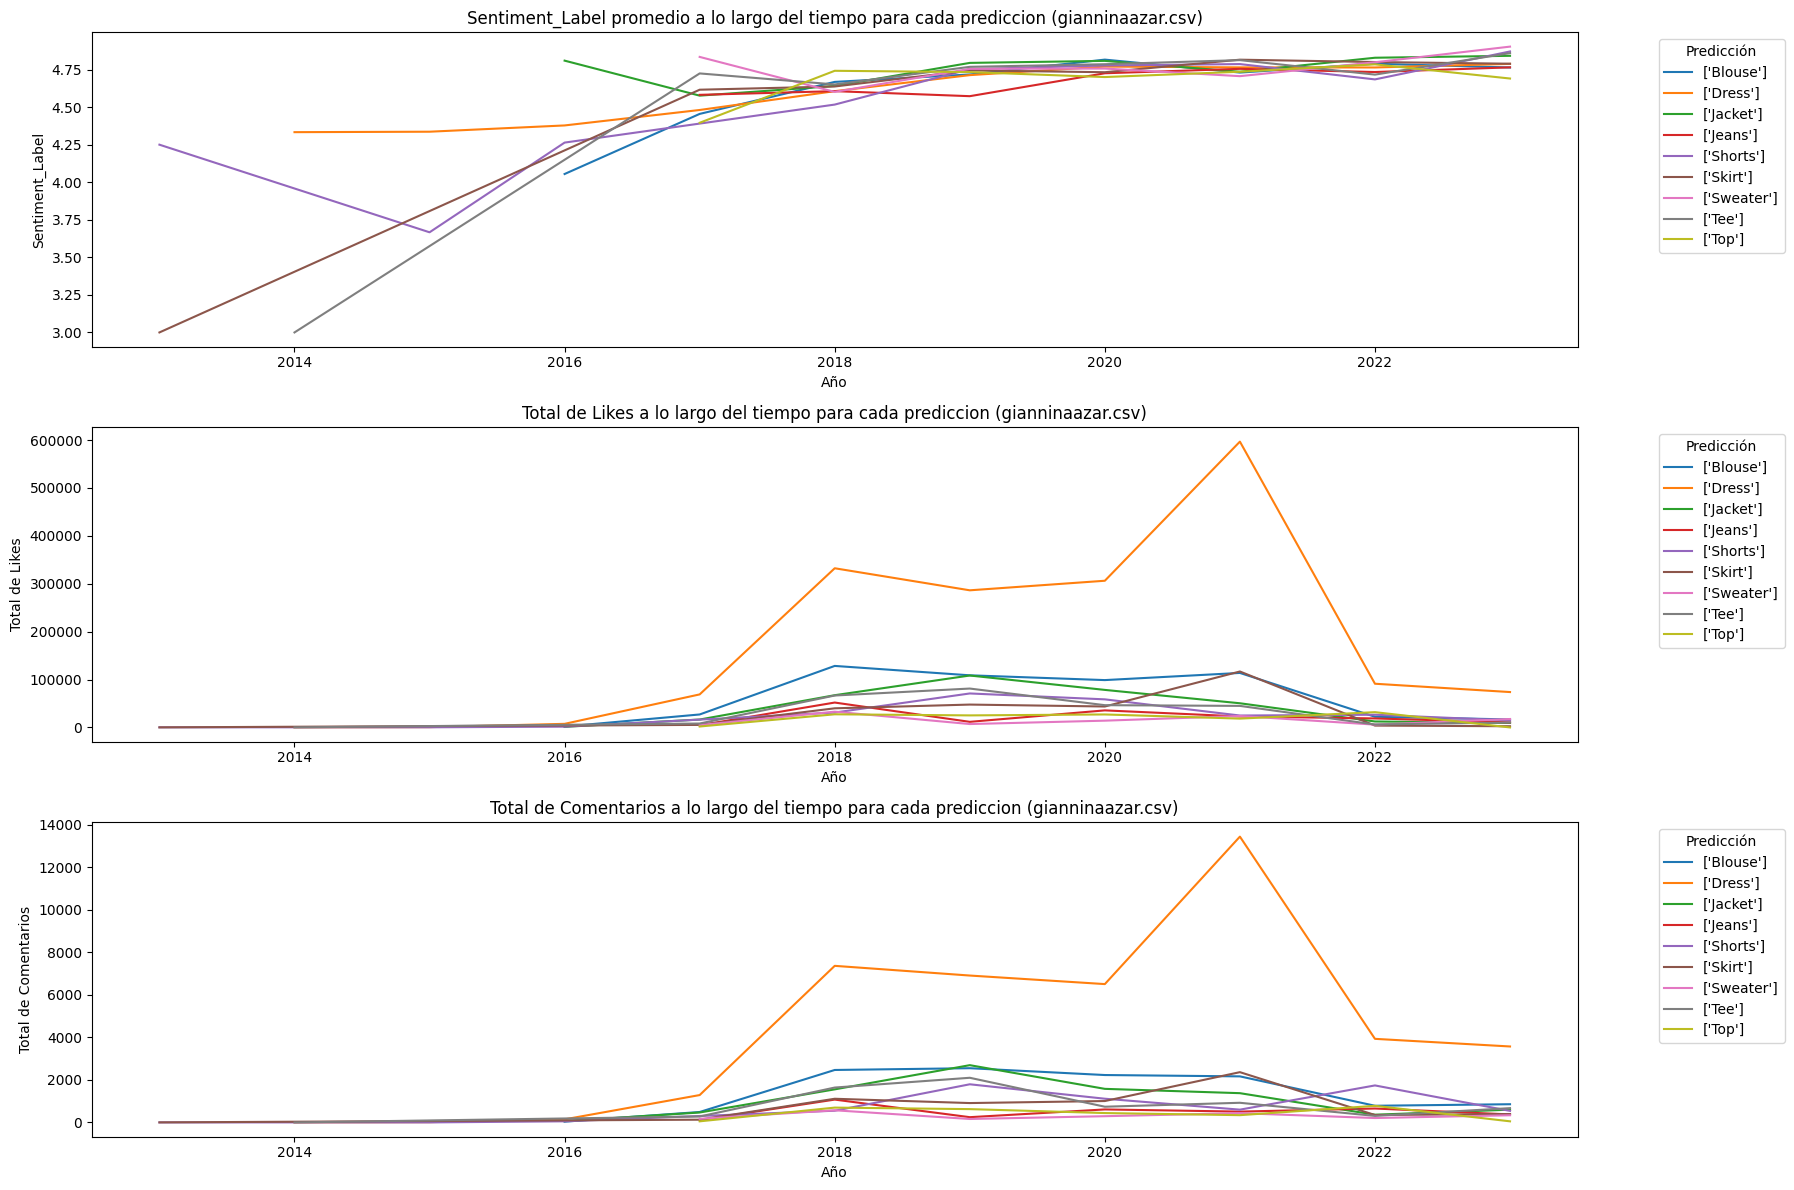 Sentiment_Label promedio a lo largo del tiempo para cada prediccion (gianninaazar.csv)
Sentiment_Label
4.75
4.50
4.25
4.00
3.75
3.50
3.25
3.00
2014 2016 2018 2020 2022
Año
Predicción
['Blouse']
['Dress']
['Jacket']
['Jeans']
['Shorts']
['Skirt']
['Sweater']
['Tee']
['Top']
Total de Likes a lo largo del tiempo para cada prediccion (gianninaazar.csv)
Total de Likes
600000
500000
400000
300000
200000
100000
0
2014 2016 2018 2020 2022
Año
Predicción
['Blouse']
['Dress']
['Jacket']
['Jeans']
['Shorts']
['Skirt']
['Sweater']
['Tee']
['Top']
Total de Comentarios a lo largo del tiempo para cada prediccion (gianninaazar.csv)
Total de Comentarios
14000
12000
10000
8000
6000
4000
2000
0
2014 2016 2018 2020 2022
Año
Predicción
['Blouse']
['Dress']
['Jacket']
['Jeans']
['Shorts']
['Skirt']
['Sweater']
['Tee']
['Top']